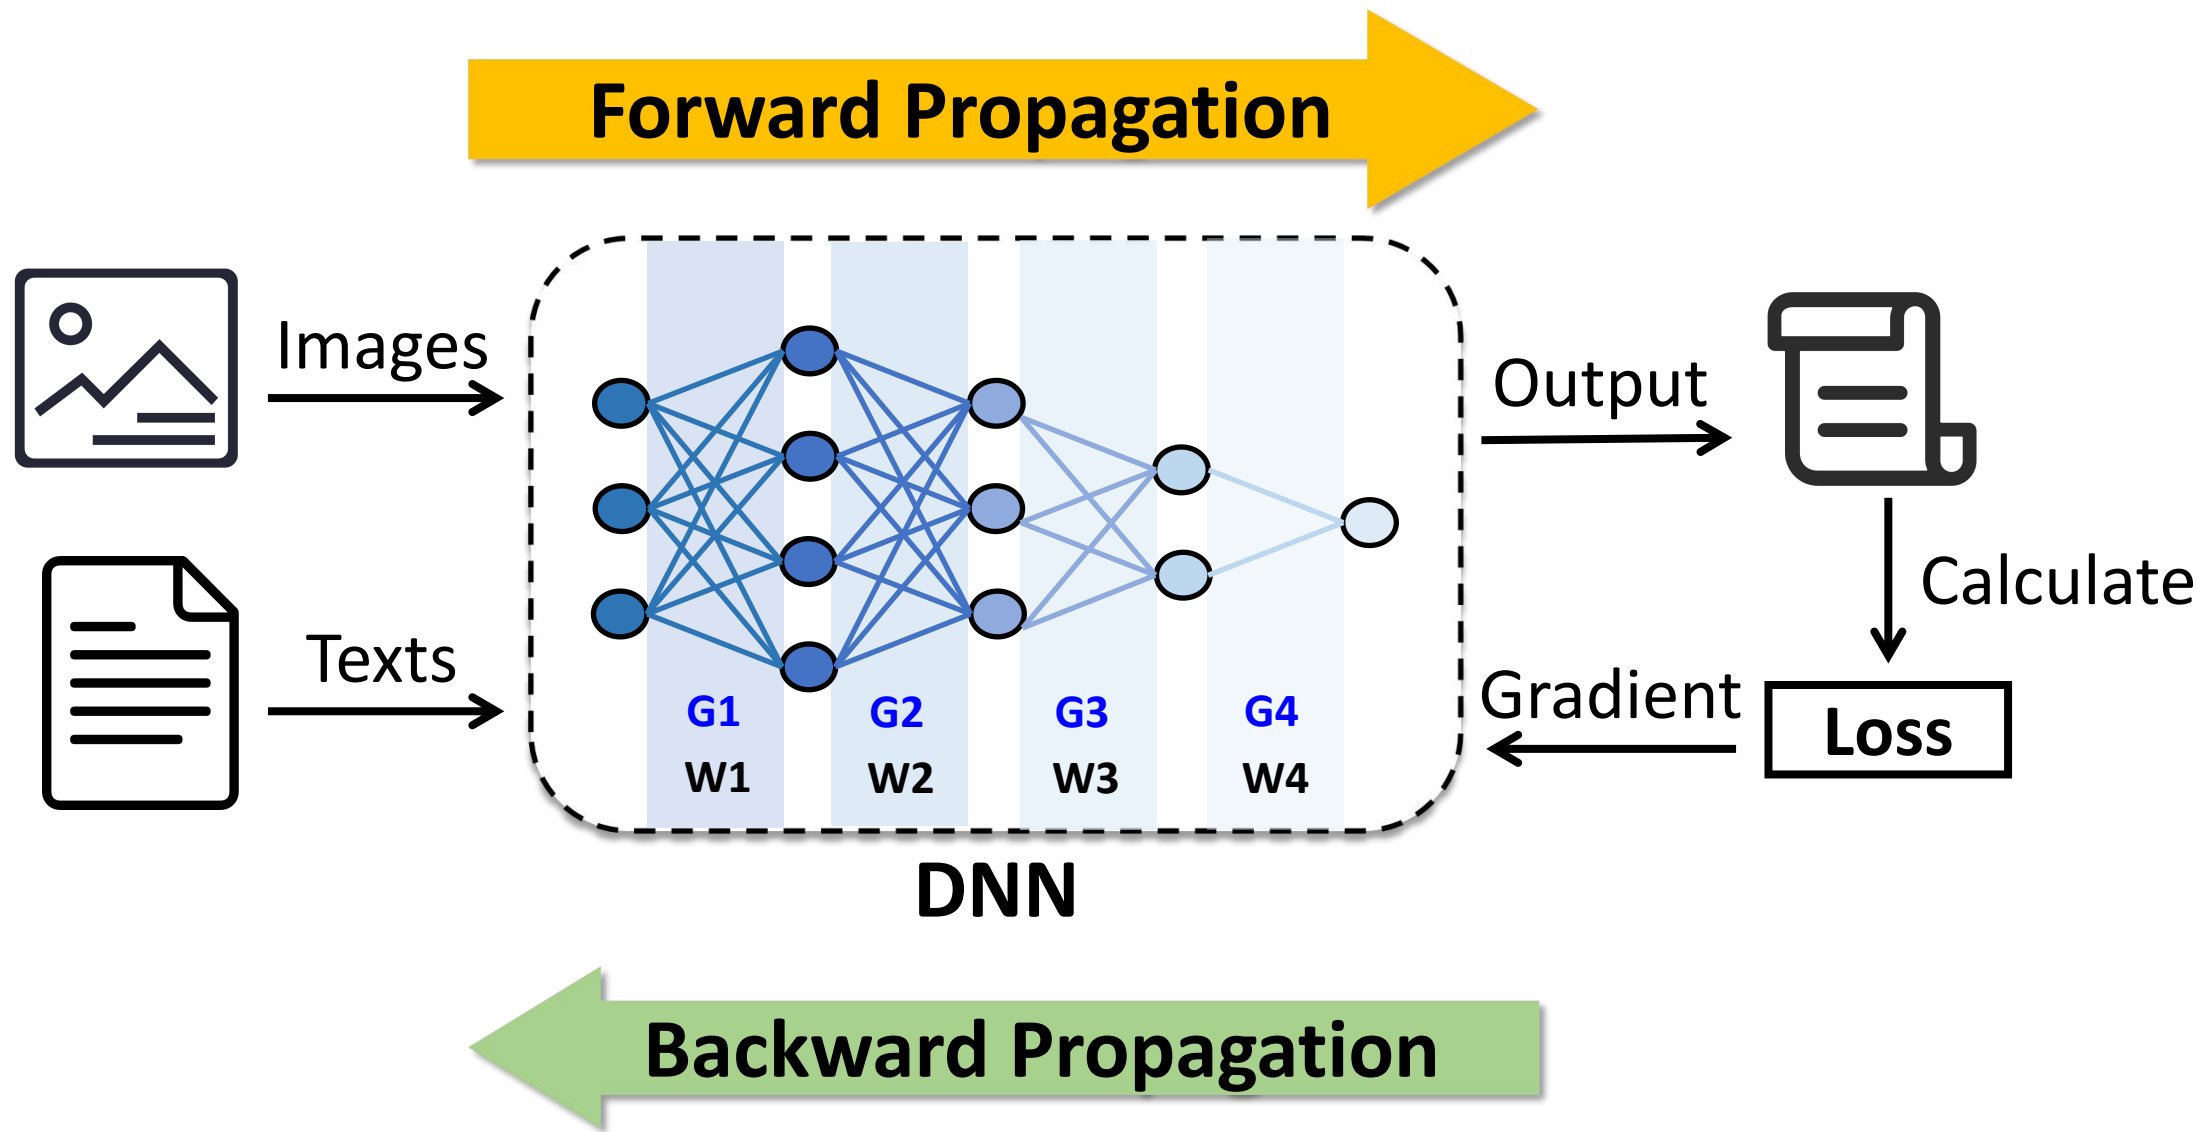 Forward Propagation
Images
Texts
G1 G2 G3 G4
W1 W2 W3 W4
DNN
Output
Calculate
Loss
Gradient
Backward Propagation